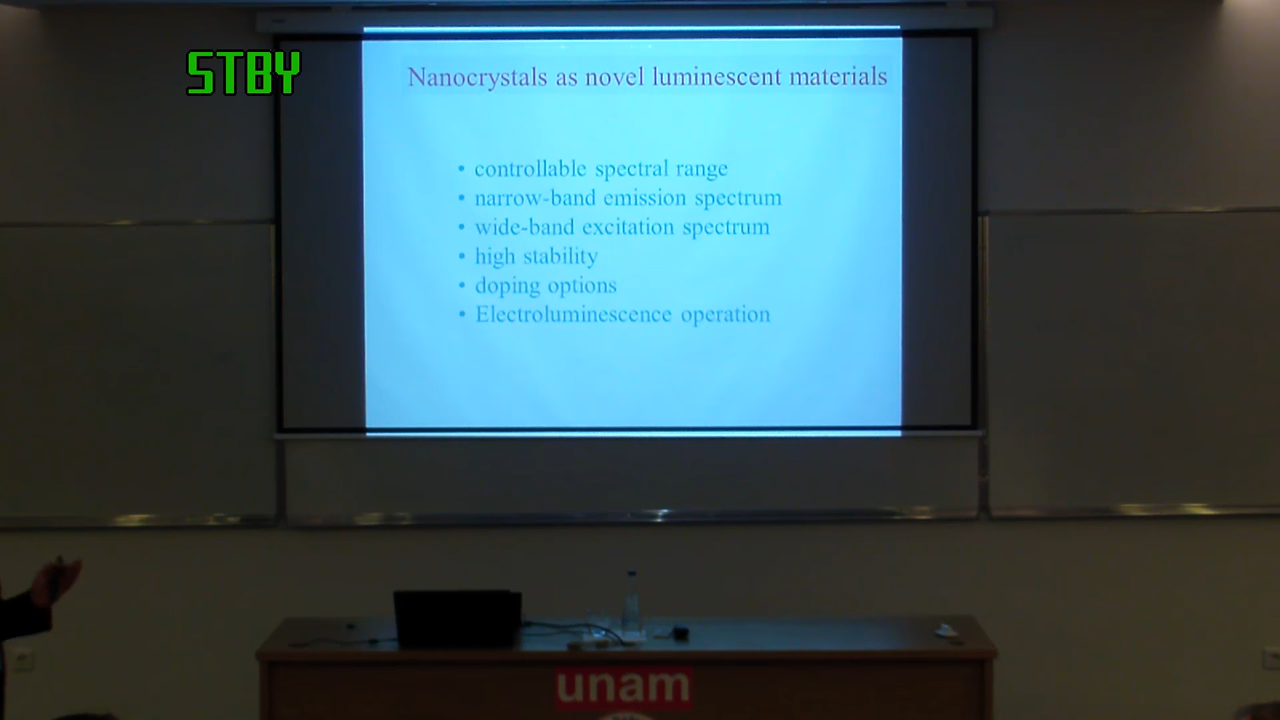 STBY
Nanocrystals as novel luminescent materials
• controllable spectral range
• narrow-band emission spectrum
• wide-band excitation spectrum
• high stability
• doping options
• Electroluminescence operation
unam